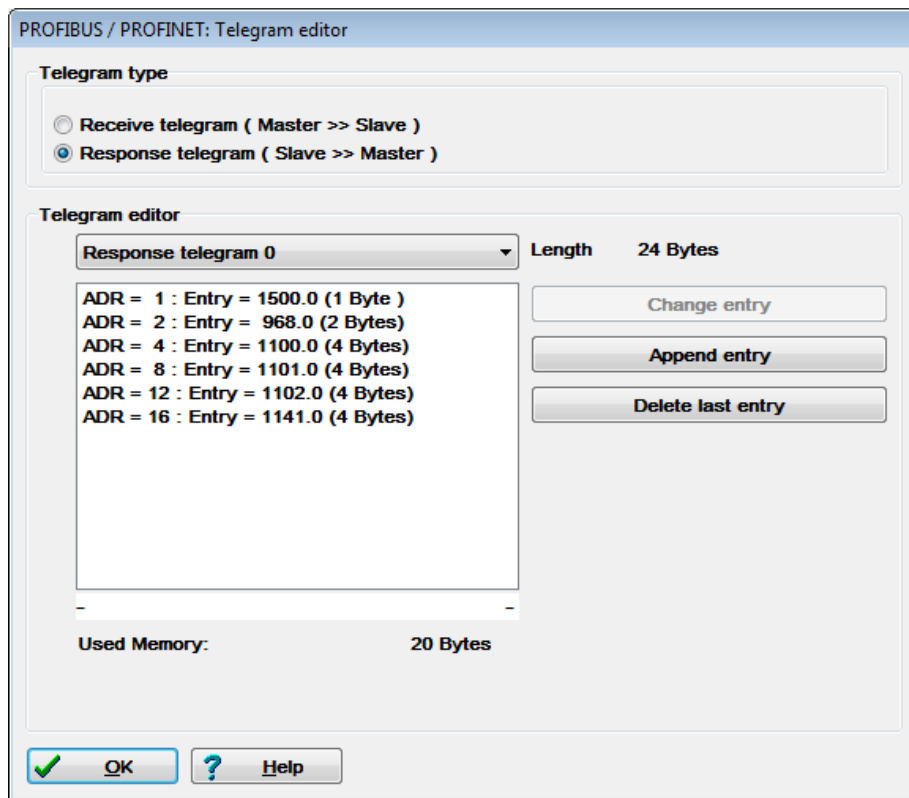 PROFIBUS / PROFINET: Telegram editor
Telegram type
Receive telegram ( Master >> Slave )
Response telegram ( Slave >> Master )
Telegram editor
Response telegram 0
Length 24 Bytes
ADR = 1 : Entry = 1500.0 (1 Byte )
ADR = 2 : Entry = 968.0 (2 Bytes)
ADR = 4 : Entry = 1100.0 (4 Bytes)
ADR = 8 : Entry = 1101.0 (4 Bytes)
ADR = 12 : Entry = 1102.0 (4 Bytes)
ADR = 16 : Entry = 1141.0 (4 Bytes)
Change entry
Append entry
Delete last entry
- -
Used Memory: 20 Bytes
OK
? Help